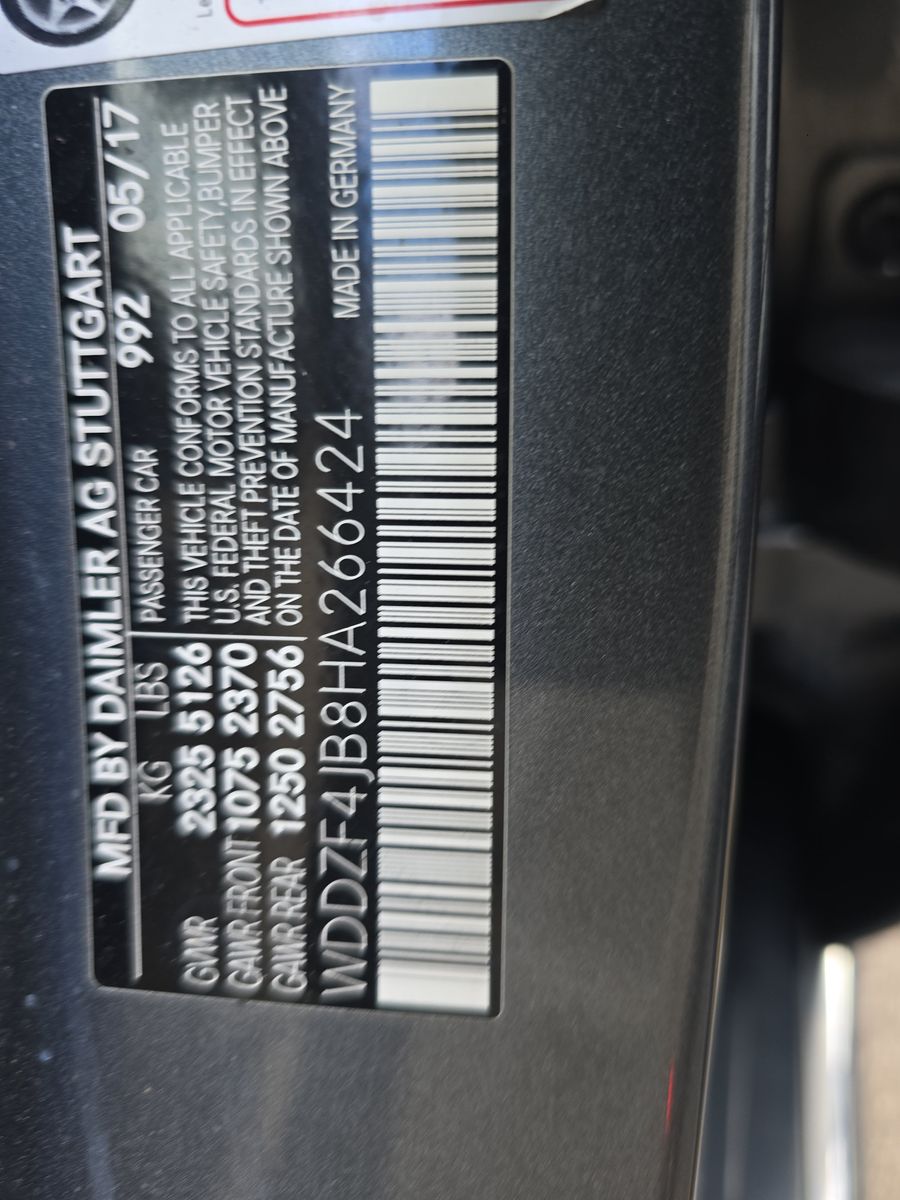 MFD BY DAIMLER AG STUTTGART
KG LBS PASSENGER CAR 992 05/17
GVWR 2325 5126 THIS VEHICLE CONFORMS TO ALL APPLICABLE
U.S. FEDERAL MOTOR VEHICLE SAFETY,BUMPER
GAWR FRONT 1075 2370 AND THEFT PREVENTION STANDARDS IN EFFECT
GAWR REAR 1250 2756 ON THE DATE OF MANUFACTURE SHOWN ABOVE
WDDZF4JB8HA266424 MADE IN GERMANY